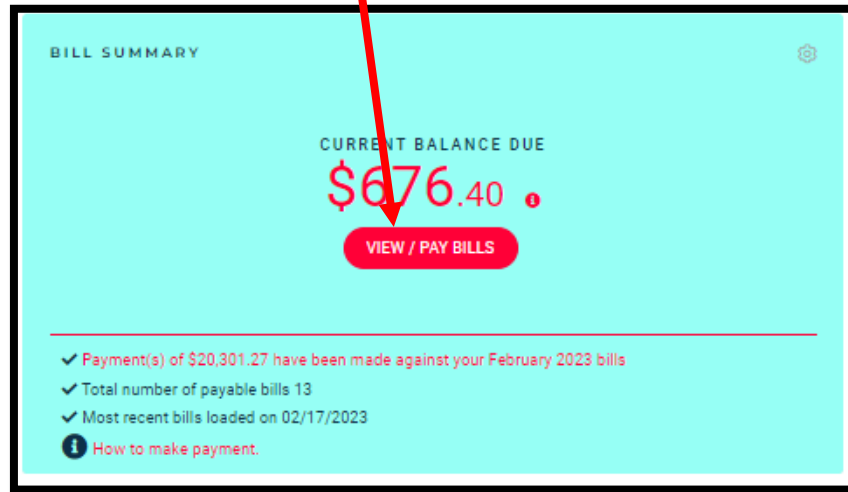 BILL SUMMARY
CURRENT BALANCE DUE
$676.40
VIEW / PAY BILLS
Payment(s) of $20,301.27 have been made against your February 2023 bills
Total number of payable bills 13
Most recent bills loaded on 02/17/2023
How to make payment.